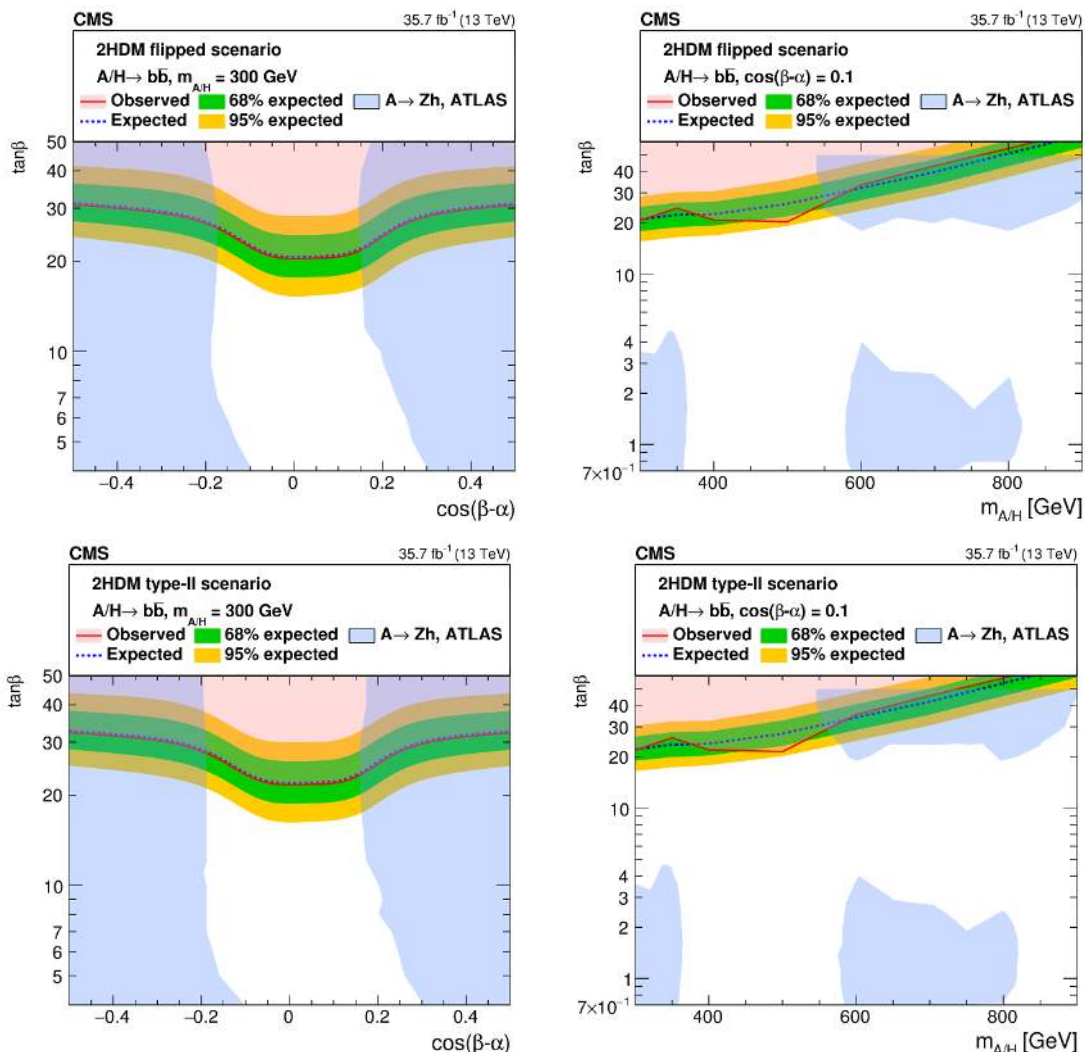 CMS 35.7 fb⁻¹ (13 TeV)
2HDM flipped scenario
A/H→ bb̅, m_A/H = 300 GeV
Observed 68% expected A→ Zh, ATLAS
Expected 95% expected
tanβ
50
40
30
20
10
7
6
5
−0.4 −0.2 0 0.2 0.4
cos(β-α)
CMS 35.7 fb⁻¹ (13 TeV)
2HDM flipped scenario
A/H→ bb̅, cos(β-α) = 0.1
Observed 68% expected A→ Zh, ATLAS
Expected 95% expected
tanβ
50
30
20
10
4
3
2
1
7×10⁻¹
400 600 800
m_A/H [GeV]
CMS 35.7 fb⁻¹ (13 TeV)
2HDM type-II scenario
A/H→ bb̅, m_A/H = 300 GeV
Observed 68% expected A→ Zh, ATLAS
Expected 95% expected
tanβ
50
40
30
20
10
7
6
5
−0.4 −0.2 0 0.2 0.4
cos(β-α)
CMS 35.7 fb⁻¹ (13 TeV)
2HDM type-II scenario
A/H→ bb̅, cos(β-α) = 0.1
Observed 68% expected A→ Zh, ATLAS
Expected 95% expected
tanβ
50
30
20
10
4
3
2
1
7×10⁻¹
400 600 800
m_A/H [GeV]